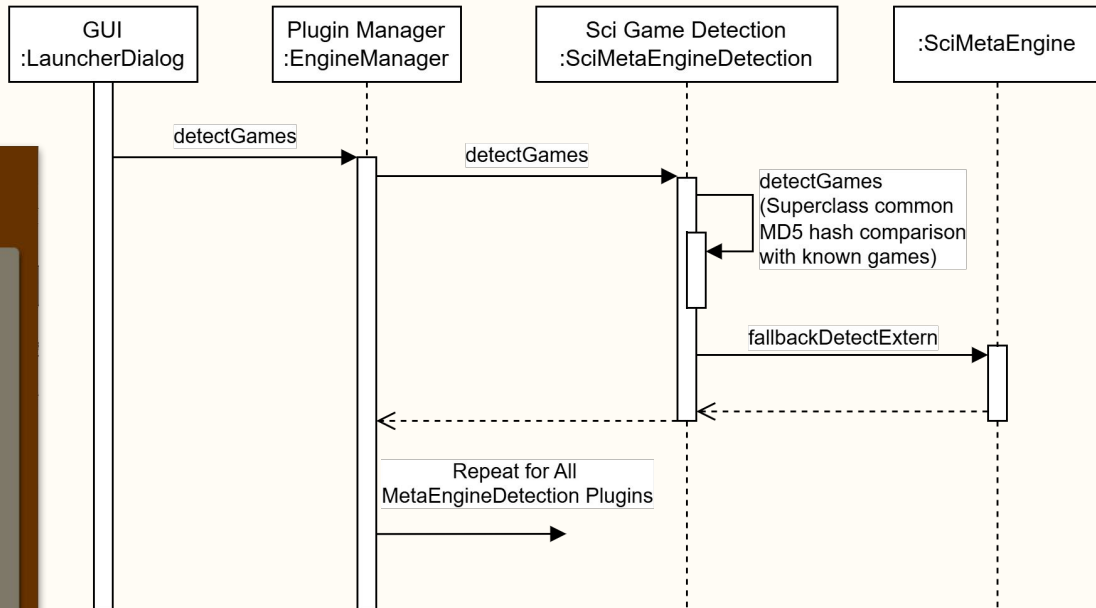 GUI
:LauncherDialog
Plugin Manager
:EngineManager
Sci Game Detection
:SciMetaEngineDetection
:SciMetaEngine
detectGames
detectGames
detectGames
(Superclass common
MD5 hash comparison
with known games)
fallbackDetectExtern
Repeat for All
MetaEngineDetection Plugins